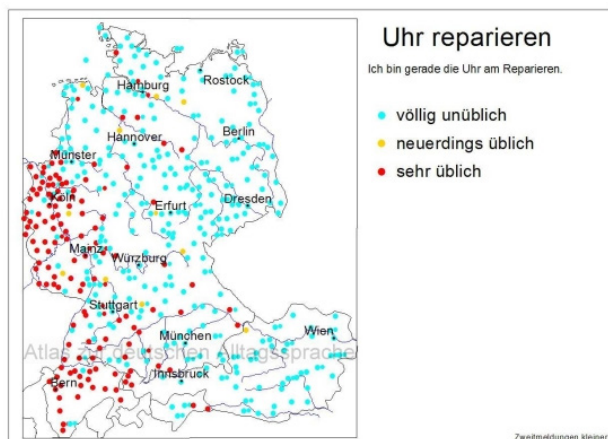 Uhr reparieren
Ich bin gerade die Uhr am Reparieren.
völlig unüblich
neuerdings üblich
sehr üblich
Rostock
Hamburg
Berlin
Hannover
Münster
Köln
Erfurt
Dresden
Mainz
Würzburg
Stuttgart
Wien
München
Atlas zur deutschen Alltagssprache
Innsbruck
Bern
Zweitmeldungen kleiner